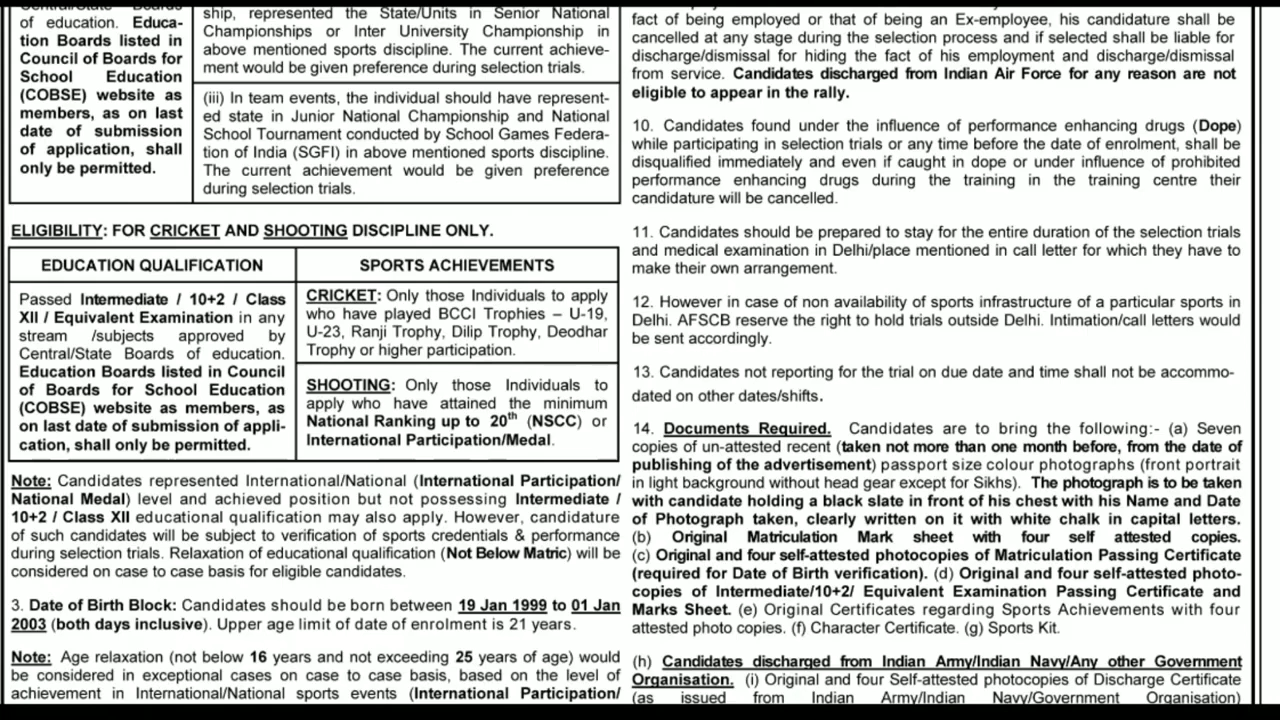 Central/State Boards
of education. Educa-
tion Boards listed in
Council of Boards for
School Education
(COBSE) website as
members, as on last
date of submission
of application, shall
only be permitted.
ship, represented the State/Units in Senior National
Championships or Inter University Championship in
above mentioned sports discipline. The current achieve-
ment would be given preference during selection trials.
(iii) In team events, the individual should have represent-
ed state in Junior National Championship and National
School Tournament conducted by School Games Federa-
tion of India (SGFI) in above mentioned sports discipline.
The current achievement would be given preference
during selection trials.
ELIGIBILITY: FOR CRICKET AND SHOOTING DISCIPLINE ONLY.
EDUCATION QUALIFICATION
Passed Intermediate / 10+2 / Class
XII / Equivalent Examination in any
stream /subjects approved by
Central/State Boards of education.
Education Boards listed in Council
of Boards for School Education
(COBSE) website as members, as
on last date of submission of appli-
cation, shall only be permitted.
SPORTS ACHIEVEMENTS
CRICKET: Only those Individuals to apply
who have played BCCI Trophies – U-19,
U-23, Ranji Trophy, Dilip Trophy, Deodhar
Trophy or higher participation.
SHOOTING: Only those Individuals to
apply who have attained the minimum
National Ranking up to 20th (NSCC) or
International Participation/Medal.
Note: Candidates represented International/National (International Participation/
National Medal) level and achieved position but not possessing Intermediate /
10+2 / Class XII educational qualification may also apply. However, candidature
of such candidates will be subject to verification of sports credentials & performance
during selection trials. Relaxation of educational qualification (Not Below Matric) will be
considered on case to case basis for eligible candidates.
3. Date of Birth Block: Candidates should be born between 19 Jan 1999 to 01 Jan
2003 (both days inclusive). Upper age limit of date of enrolment is 21 years.
Note: Age relaxation (not below 16 years and not exceeding 25 years of age) would
be considered in exceptional cases on case to case basis, based on the level of
achievement in International/National sports events (International Participation/
fact of being employed or that of being an Ex-employee, his candidature shall be
cancelled at any stage during the selection process and if selected shall be liable for
discharge/dismissal for hiding the fact of his employment and discharge/dismissal
from service. Candidates discharged from Indian Air Force for any reason are not
eligible to appear in the rally.
10. Candidates found under the influence of performance enhancing drugs (Dope)
while participating in selection trials or any time before the date of enrolment, shall be
disqualified immediately and even if caught in dope or under influence of prohibited
performance enhancing drugs during the training in the training centre their
candidature will be cancelled.
11. Candidates should be prepared to stay for the entire duration of the selection trials
and medical examination in Delhi/place mentioned in call letter for which they have to
make their own arrangement.
12. However in case of non availability of sports infrastructure of a particular sports in
Delhi. AFSCB reserve the right to hold trials outside Delhi. Intimation/call letters would
be sent accordingly.
13. Candidates not reporting for the trial on due date and time shall not be accommo-
dated on other dates/shifts.
14. Documents Required. Candidates are to bring the following:- (a) Seven
copies of un-attested recent (taken not more than one month before, from the date of
publishing of the advertisement) passport size colour photographs (front portrait
in light background without head gear except for Sikhs). The photograph is to be taken
with candidate holding a black slate in front of his chest with his Name and Date
of Photograph taken, clearly written on it with white chalk in capital letters.
(b) Original Matriculation Mark sheet with four self attested copies.
(c) Original and four self-attested photocopies of Matriculation Passing Certificate
(required for Date of Birth verification). (d) Original and four self-attested photo-
copies of Intermediate/10+2/ Equivalent Examination Passing Certificate and
Marks Sheet. (e) Original Certificates regarding Sports Achievements with four
attested photo copies. (f) Character Certificate. (g) Sports Kit.
(h) Candidates discharged from Indian Army/Indian Navy/Any other Government
Organisation. (i) Original and four Self-attested photocopies of Discharge Certificate
(as issued from Indian Army/Indian Navy/Government Organisation)